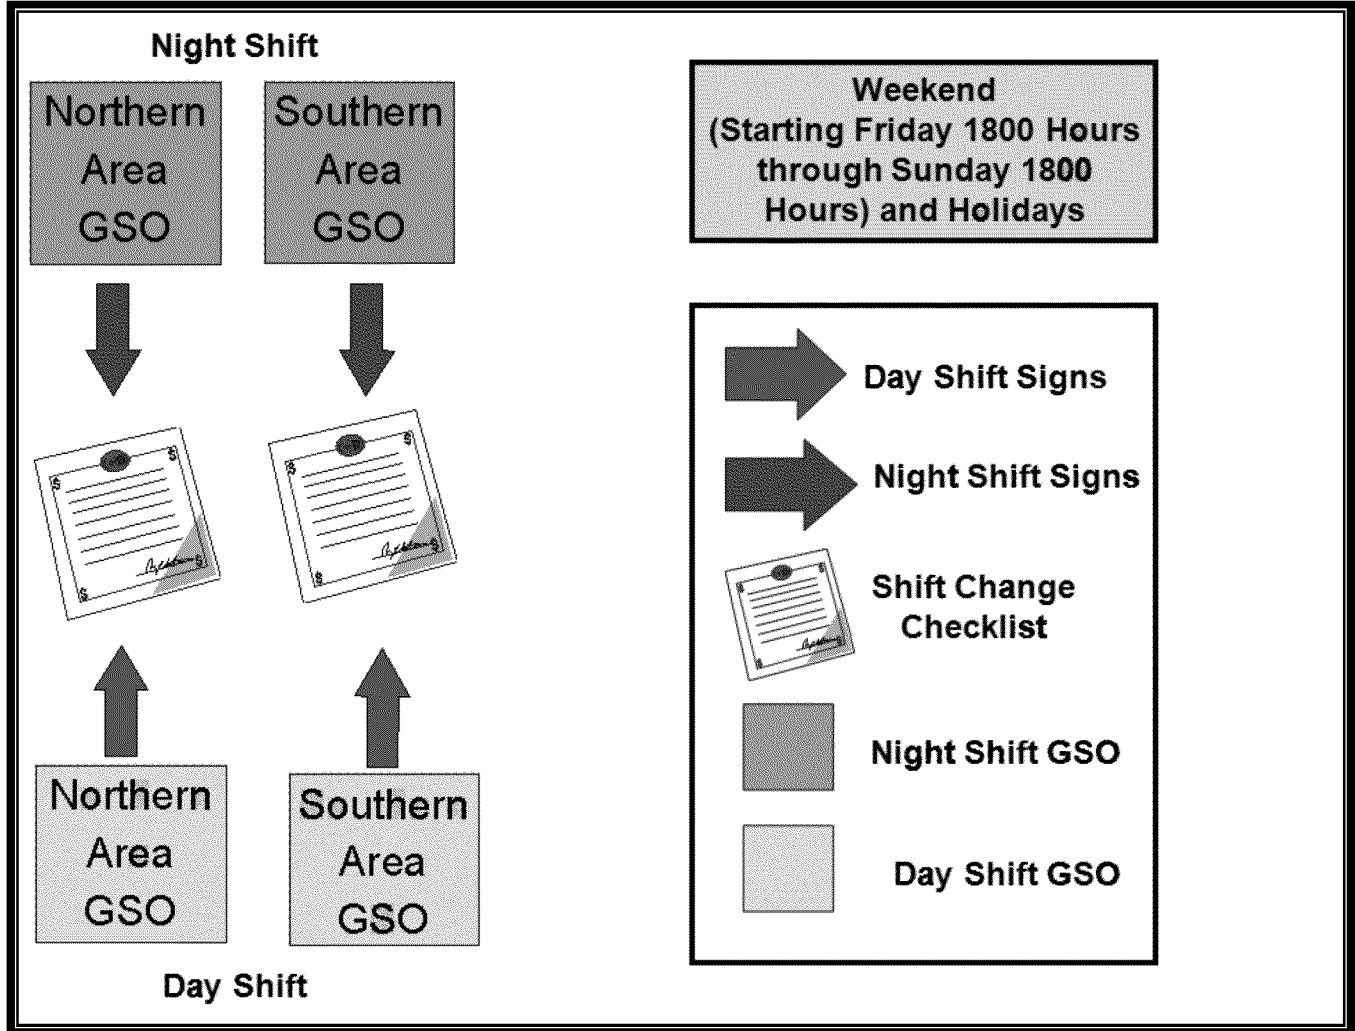 Night Shift
Northern
Area
GSO
Southern
Area
GSO
Weekend
(Starting Friday 1800 Hours
through Sunday 1800
Hours) and Holidays
Day Shift Signs
Night Shift Signs
Shift Change
Checklist
Night Shift GSO
Day Shift GSO
Northern
Area
GSO
Southern
Area
GSO
Day Shift